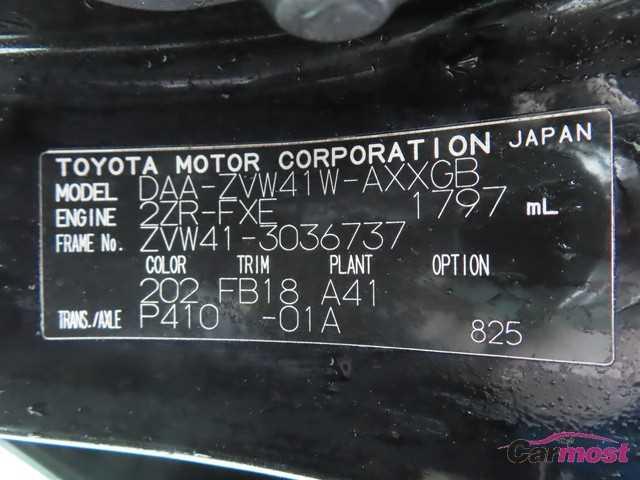 TOYOTA MOTOR CORPORATION JAPAN
MODEL DAA-ZVW41W-AXXGB
ENGINE 2ZR-FXE 1797 mL
FRAME No. ZVW41-3036737
COLOR TRIM PLANT OPTION
202 FB18 A41
TRANS./AXLE P410 -01A 825
Carmost